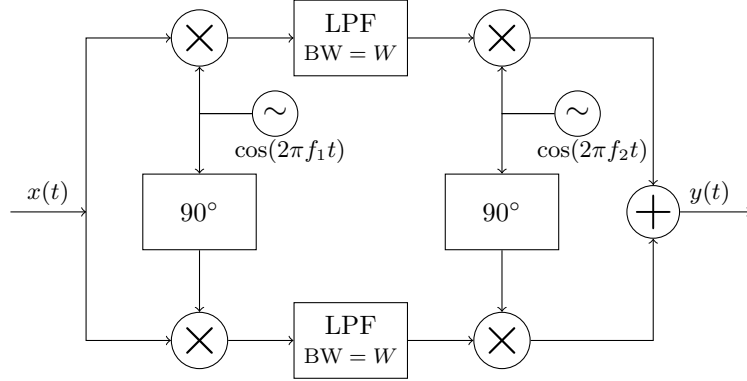 LPF
BW = W
∼
cos(2πf₁t)
∼
cos(2πf₂t)
x(t)
90°
90°
y(t)
LPF
BW = W